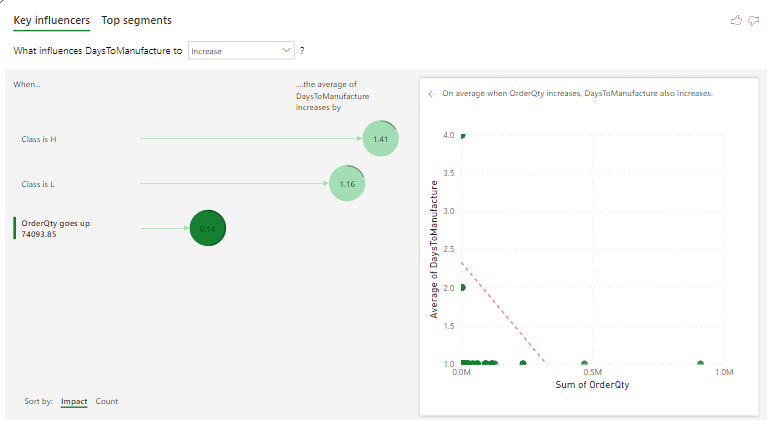 Key influencers Top segments
What influences DaysToManufacture to Increase ?
When...
....the average of
DaysToManufacture
increases by
Class is H
1.41
Class is L
1.16
OrderQty goes up
74093.85
0.14
Sort by: Impact Count
On average when OrderQty increases, DaysToManufacture also increases.
Average of DaysToManufacture
4.0
3.5
3.0
2.5
2.0
1.5
1.0
0.0M 0.5M 1.0M
Sum of OrderQty